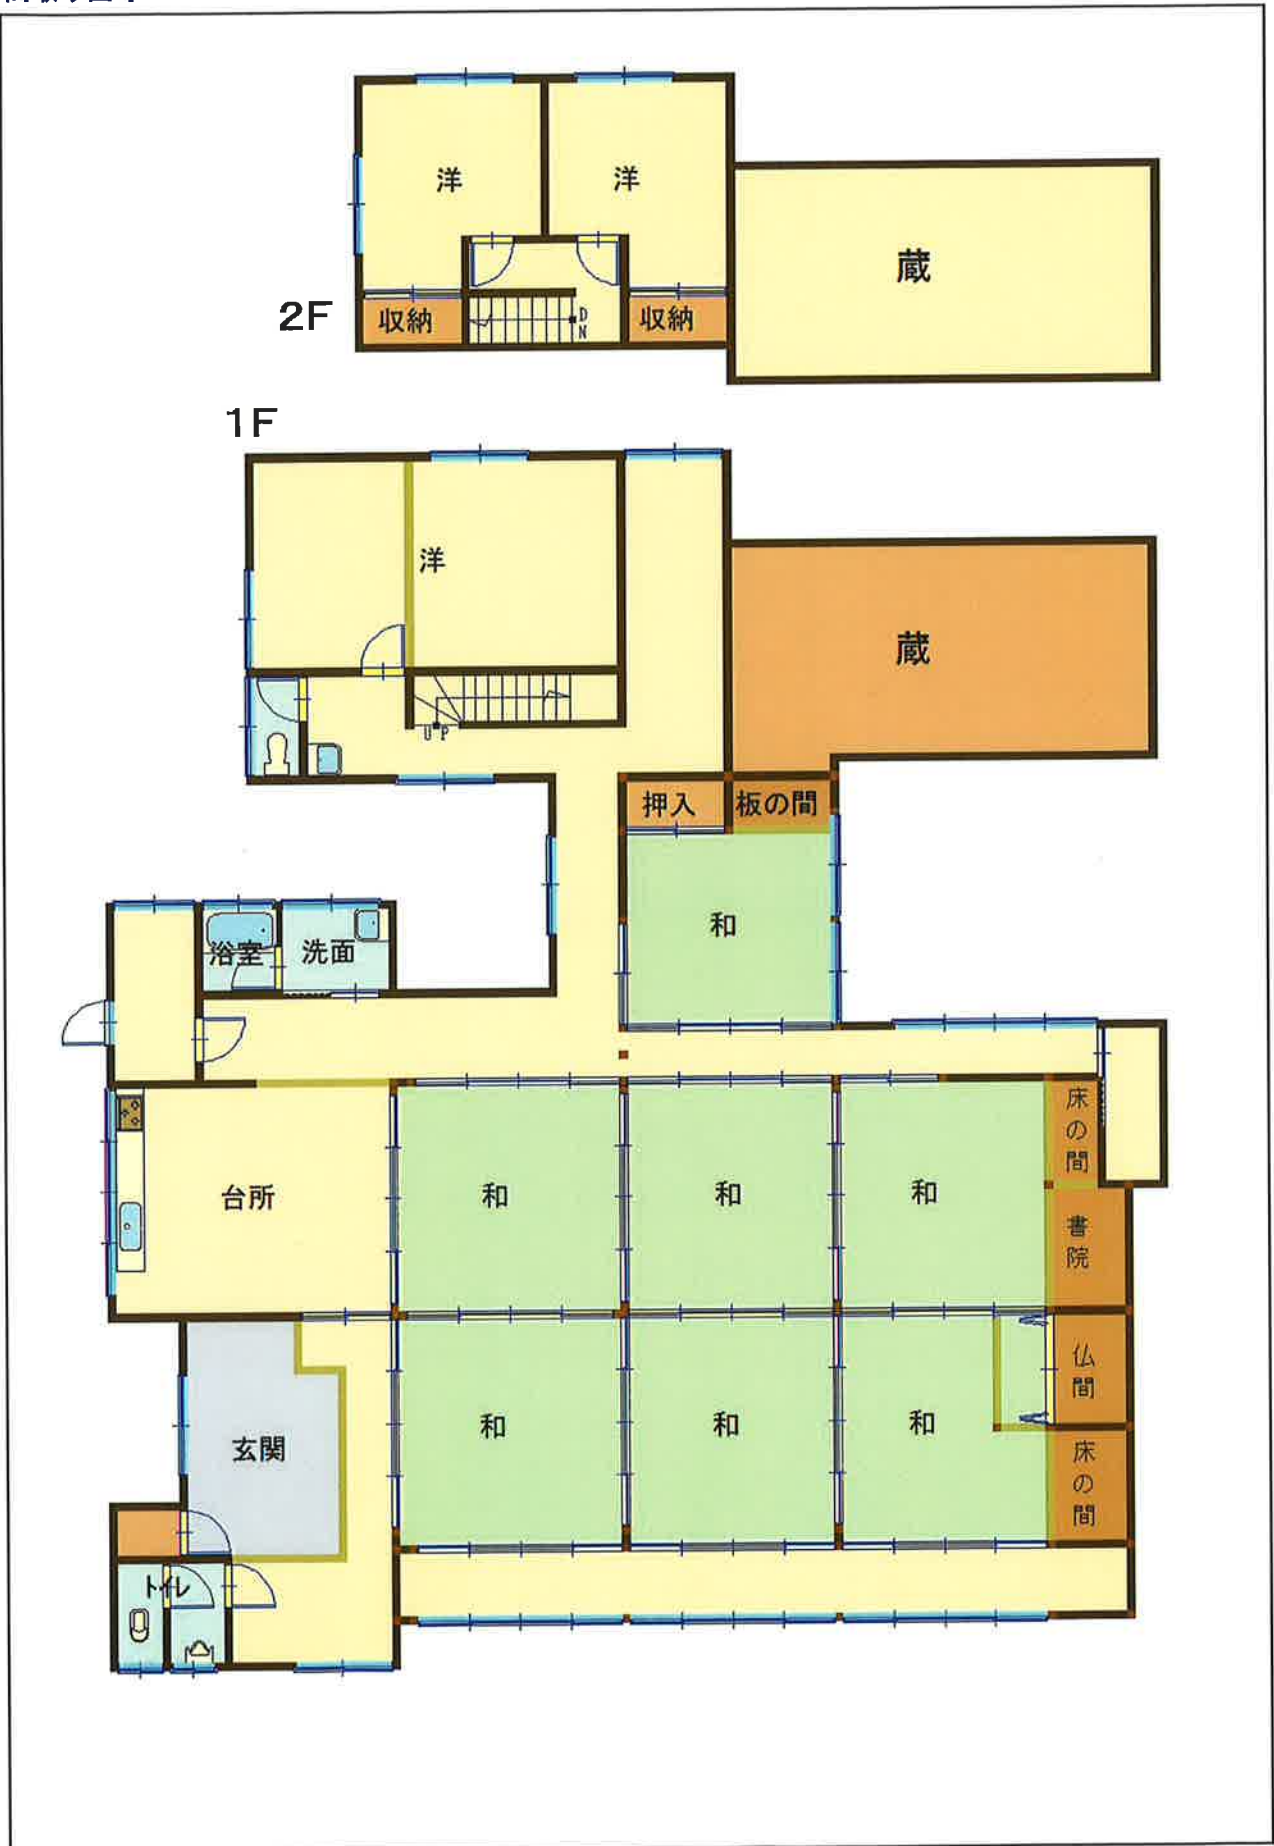 洋
洋
蔵
2F
収納
DN
収納
1F
洋
蔵
UP
押入
板の間
和
浴室
洗面
床の間
台所
和
和
和
書院
仏間
和
和
和
玄関
床の間
トイレ